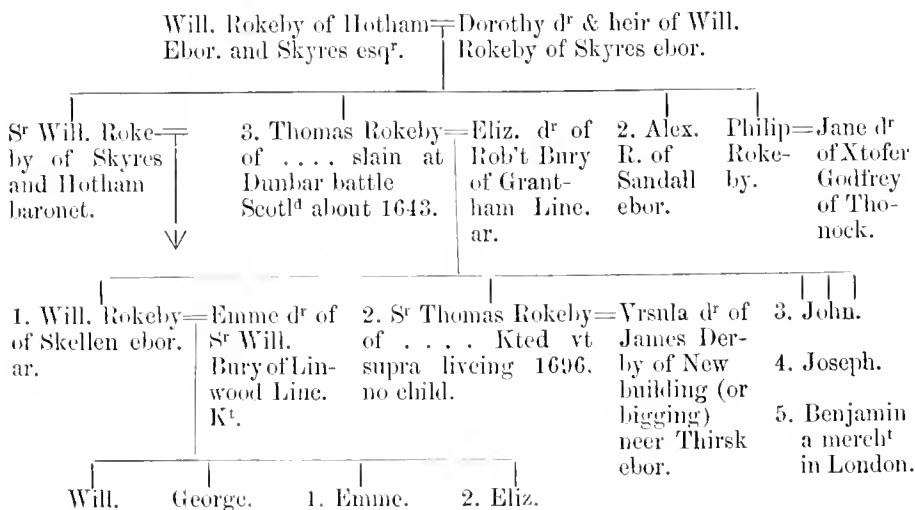 Will. Rokeby of Hotham
Ebor. and Skyres esqʳ.
Dorothy dʳ & heir of Will.
Rokeby of Skyres ebor.
Sʳ Will. Roke-
by of Skyres
and Hotham
baronet.
3. Thomas Rokeby
of .... slain at
Dunbar battle
Scotlᵈ about 1643.
Eliz. dʳ of
Rob't Bury
of Grant-
ham Linc.
ar.
2. Alex.
R. of
Sandall
ebor.
Philip
Roke-
by.
Jane dʳ
of Xtofer
Godfrey
of Tho-
nock.
1. Will. Rokeby
of Skellen ebor.
ar.
Emme dʳ of
Sʳ Will.
Bury of Lin-
wood Linc.
Kᵗ.
2. Sʳ Thomas Rokeby
of .... Kted vt
supra liveing 1696.
no child.
Vrsula dʳ of
James Der-
by of New
building (or
bigging)
neer Thirsk
ebor.
3. John.
4. Joseph.
5. Benjamin
a merchᵗ
in London.
Will.
George.
1. Emme.
2. Eliz.